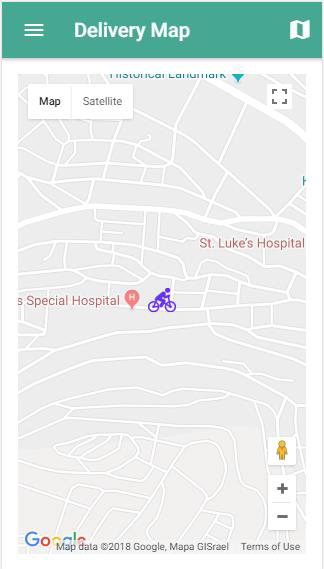 Delivery Map
Historical Landmark
Map Satellite
St. Luke's Hospital
s Special Hospital
H
Google
Map data ©2018 Google, Mapa GISrael Terms of Use